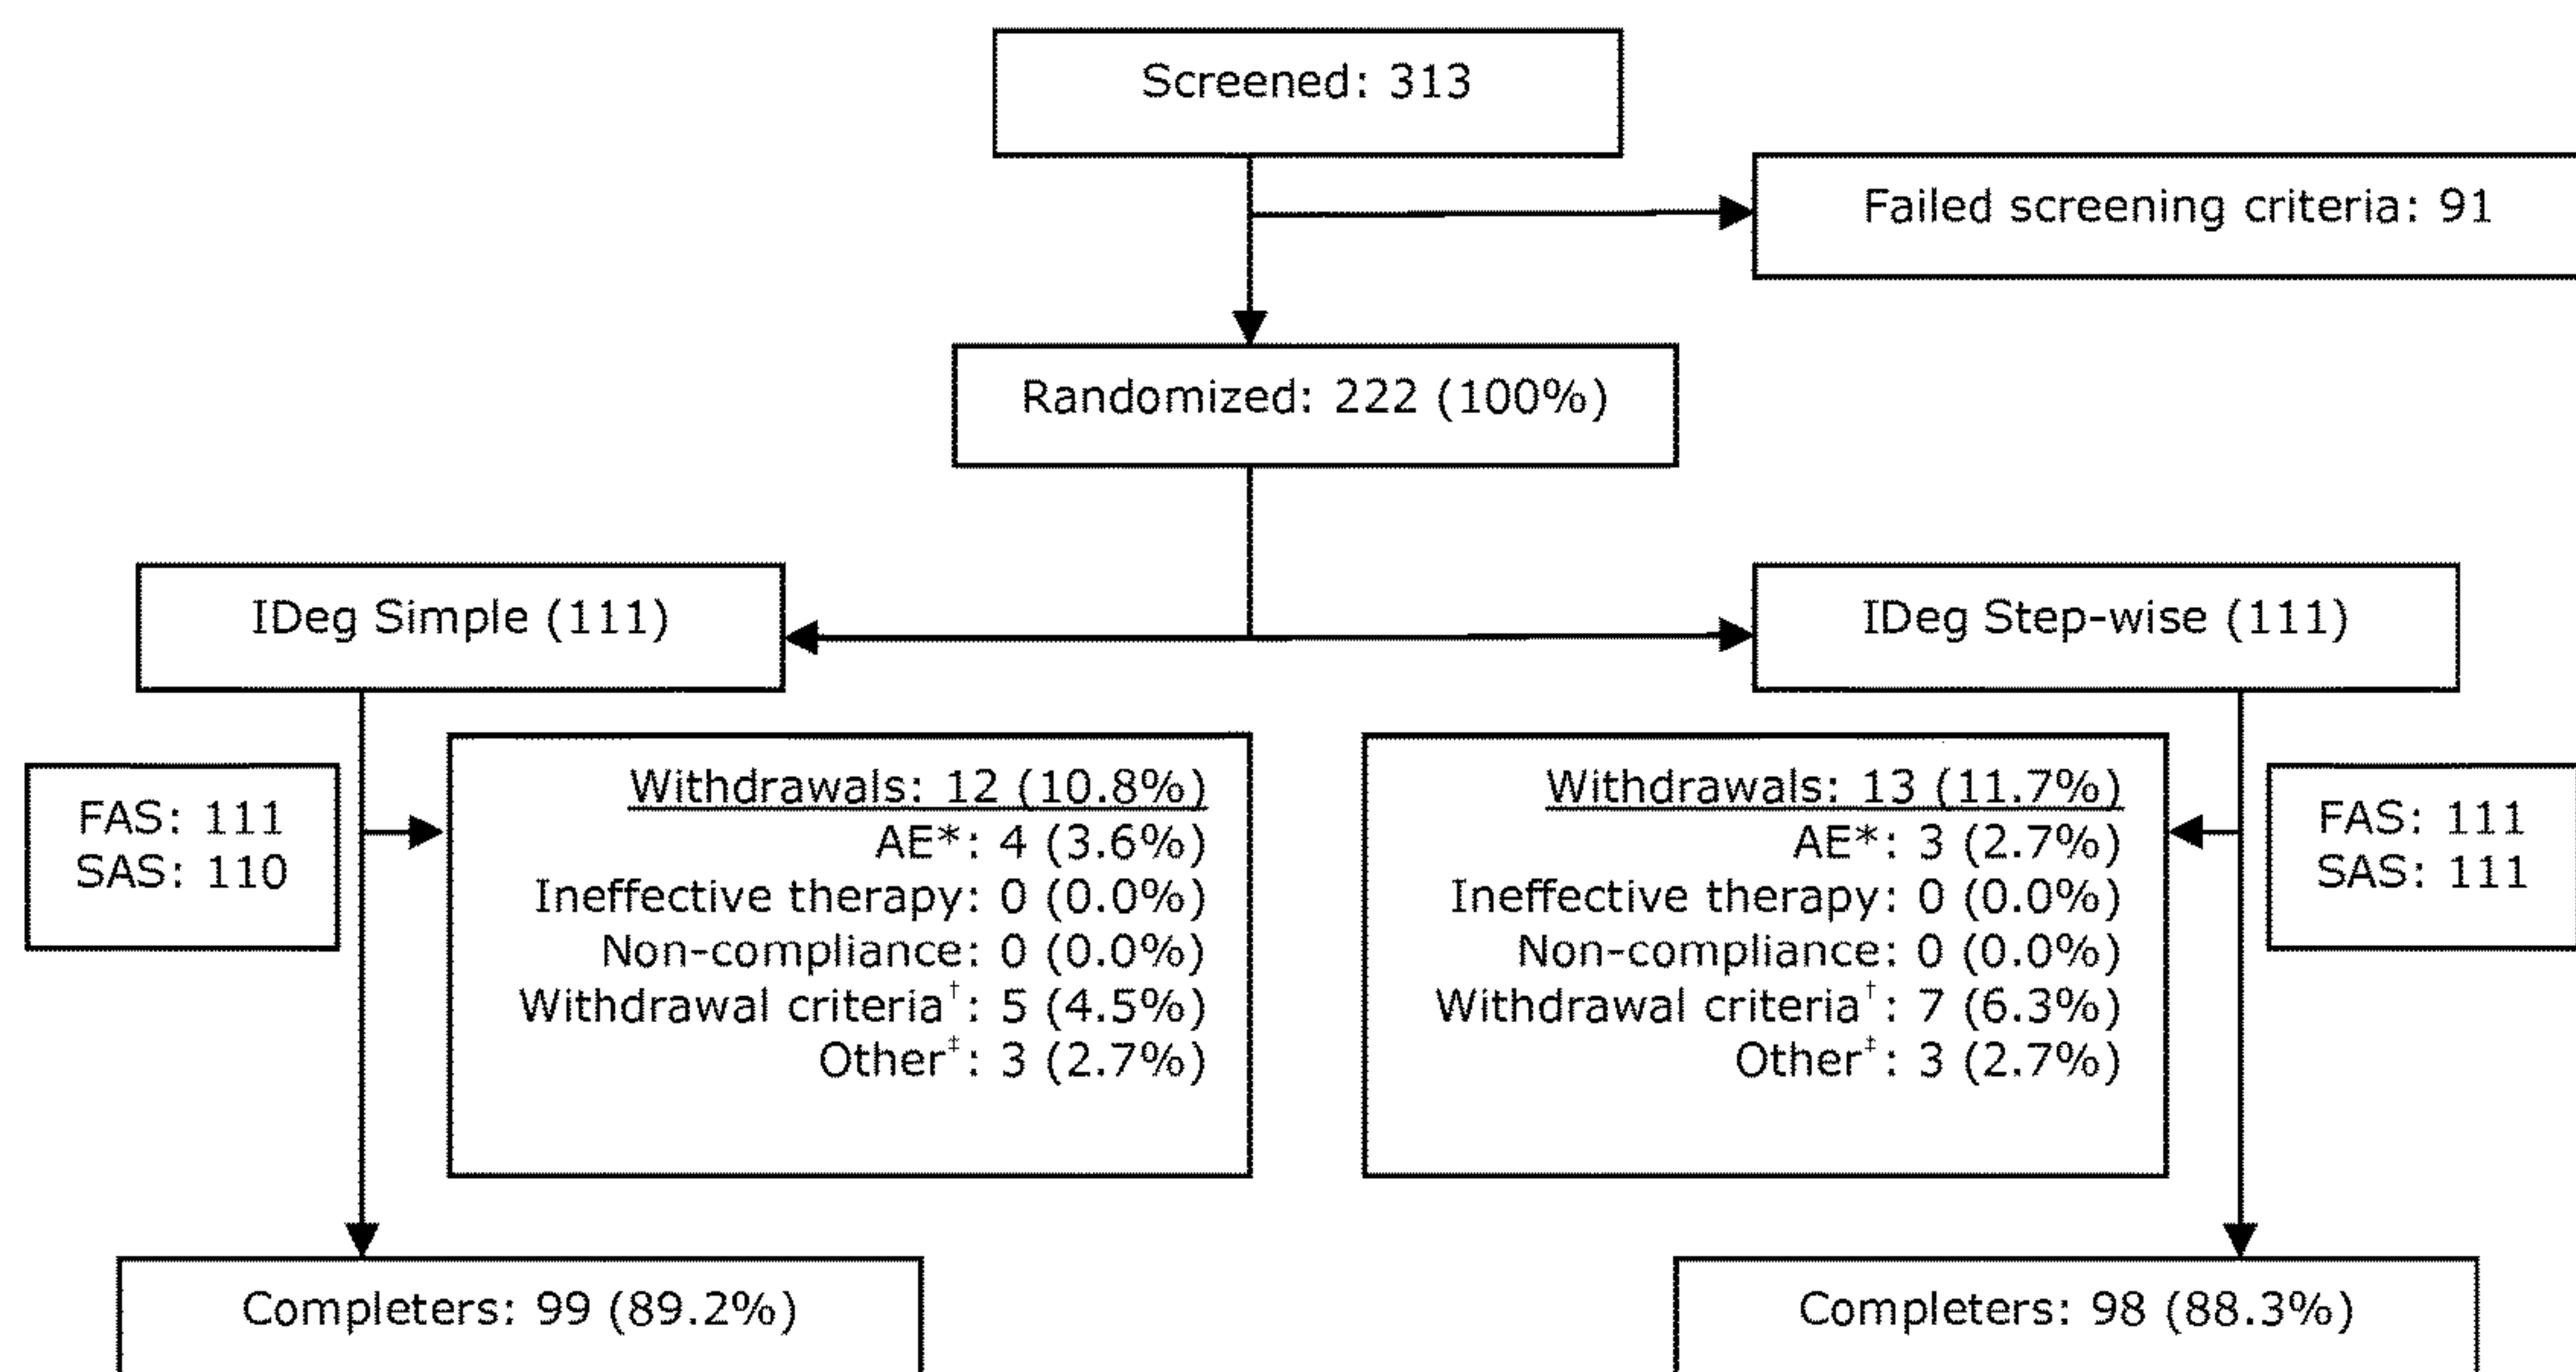 Screened: 313
Failed screening criteria: 91
Randomized: 222 (100%)
IDeg Simple (111)
IDeg Step-wise (111)
FAS: 111
SAS: 110
Withdrawals: 12 (10.8%)
AE*: 4 (3.6%)
Ineffective therapy: 0 (0.0%)
Non-compliance: 0 (0.0%)
Withdrawal criteria†: 5 (4.5%)
Other‡: 3 (2.7%)
Withdrawals: 13 (11.7%)
AE*: 3 (2.7%)
Ineffective therapy: 0 (0.0%)
Non-compliance: 0 (0.0%)
Withdrawal criteria†: 7 (6.3%)
Other‡: 3 (2.7%)
FAS: 111
SAS: 111
Completers: 99 (89.2%)
Completers: 98 (88.3%)